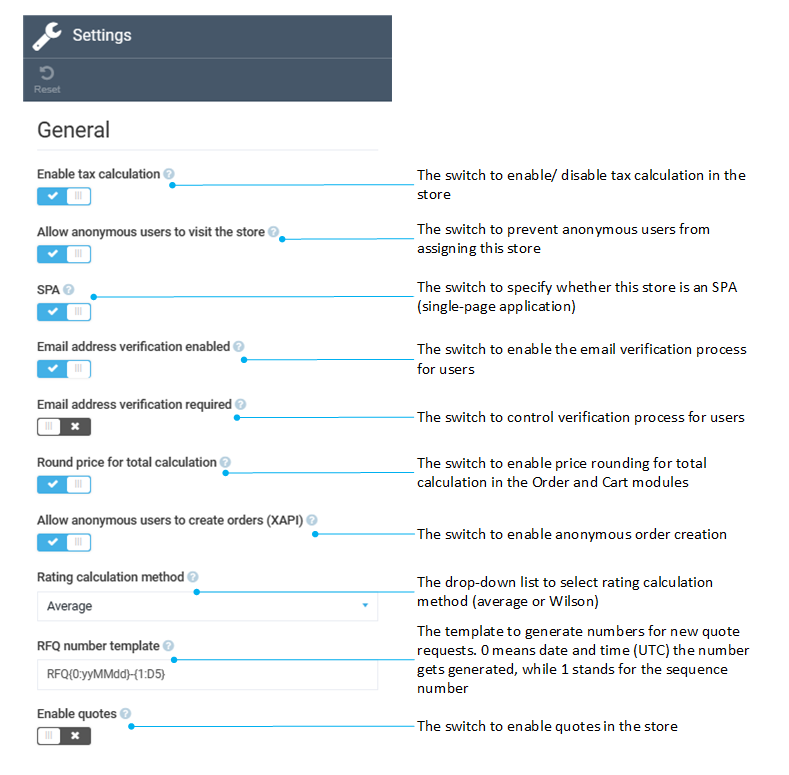 Settings
Reset
General
Enable tax calculation
The switch to enable/ disable tax calculation in the
store
Allow anonymous users to visit the store
The switch to prevent anonymous users from
assigning this store
SPA
The switch to specify whether this store is an SPA
(single-page application)
Email address verification enabled
The switch to enable the email verification process
for users
Email address verification required
The switch to control verification process for users
Round price for total calculation
The switch to enable price rounding for total
calculation in the Order and Cart modules
Allow anonymous users to create orders (XAPI)
The switch to enable anonymous order creation
Rating calculation method
Average
The drop-down list to select rating calculation
method (average or Wilson)
RFQ number template
RFQ{0:yyMMdd}-{1:D5}
The template to generate numbers for new quote
requests. 0 means date and time (UTC) the number
gets generated, while 1 stands for the sequence
number
Enable quotes
The switch to enable quotes in the store